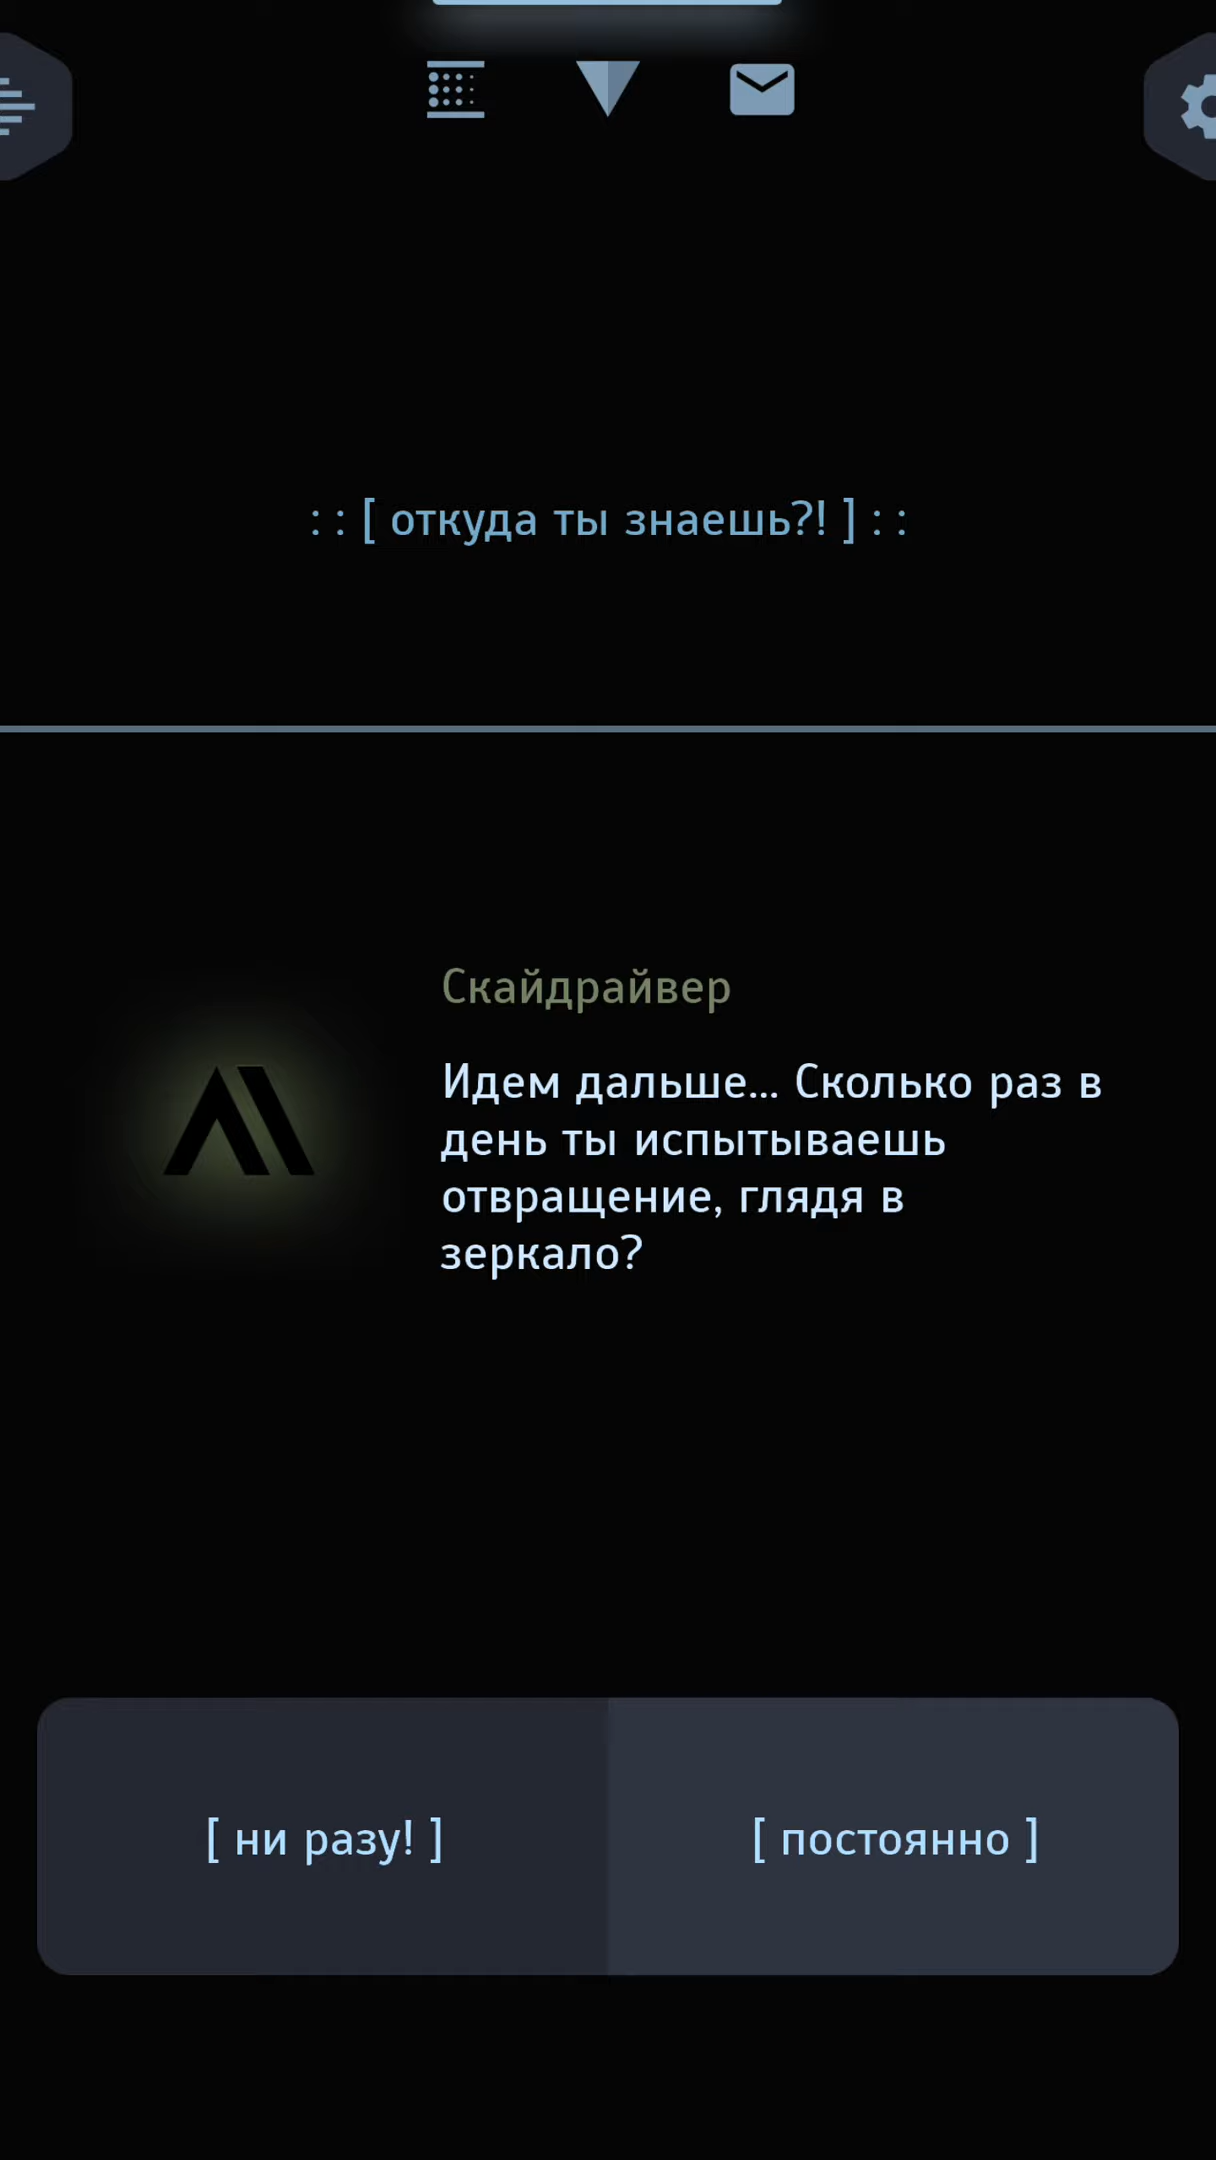 : : [ откуда ты знаешь?! ] : :
Скайдрайвер
Идем дальше... Сколько раз в
день ты испытываешь
отвращение, глядя в
зеркало?
[ ни разу! ]
[ постоянно ]